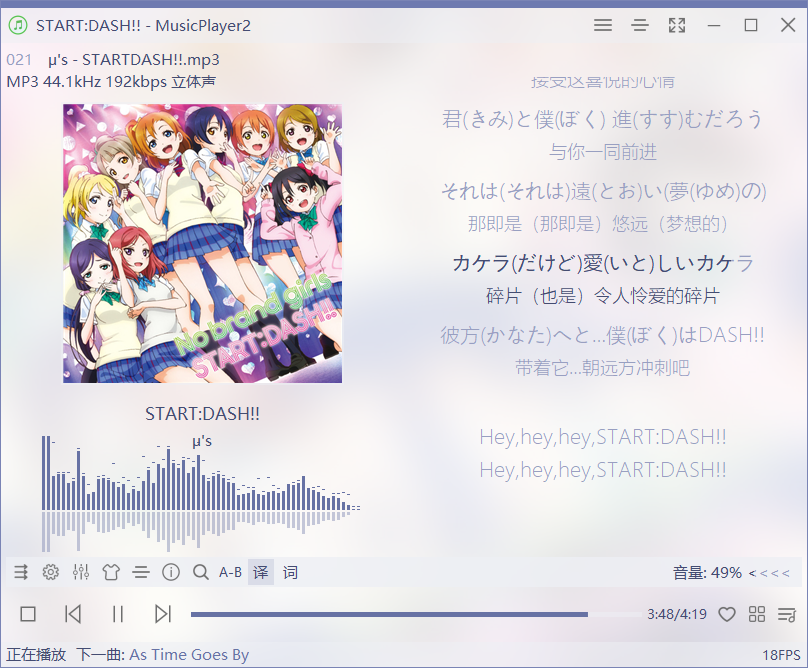 START:DASH!! - MusicPlayer2
021 μ's - STARTDASH!!.mp3
MP3 44.1kHz 192kbps 立体声
No brand girls
START:DASH!!
START:DASH!!
μ's
接受这喜悦的心情
君(きみ)と僕(ぼく) 進(すす)むだろう
与你一同前进
それは(それは)遠(とお)い(夢(ゆめ)の)
那即是（那即是）悠远（梦想的）
カケラ(だけど)愛(いと)しいカケラ
碎片（也是）令人怜爱的碎片
彼方(かなた)へと...僕(ぼく)はDASH!!
带着它...朝远方冲刺吧
Hey,hey,hey,START:DASH!!
Hey,hey,hey,START:DASH!!
A-B 译 词
音量: 49% <<<<
3:48/4:19
正在播放 下一曲: As Time Goes By
18FPS